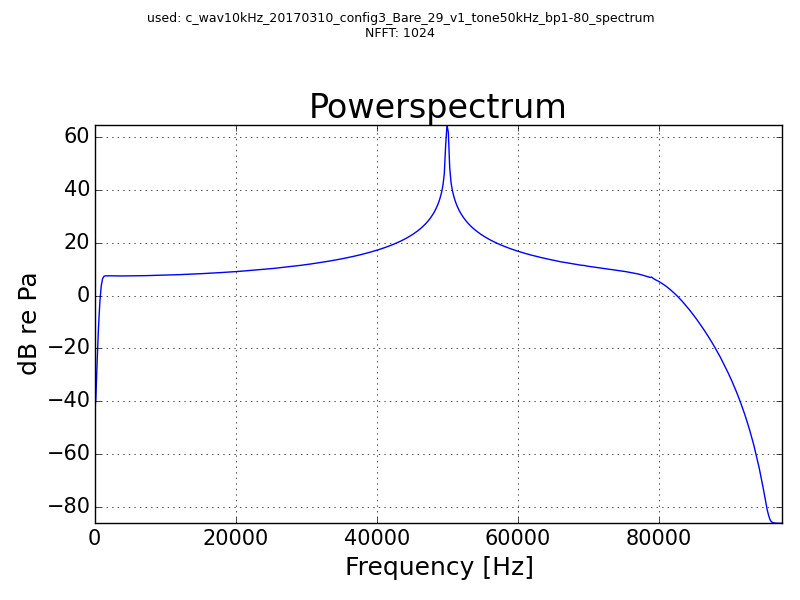 used: c_wav10kHz_20170310_config3_Bare_29_v1_tone50kHz_bp1-80_spectrum
NFFT: 1024
Powerspectrum
60
40
20
0
−20
−40
−60
−80
dB re Pa
0 20000 40000 60000 80000
Frequency [Hz]